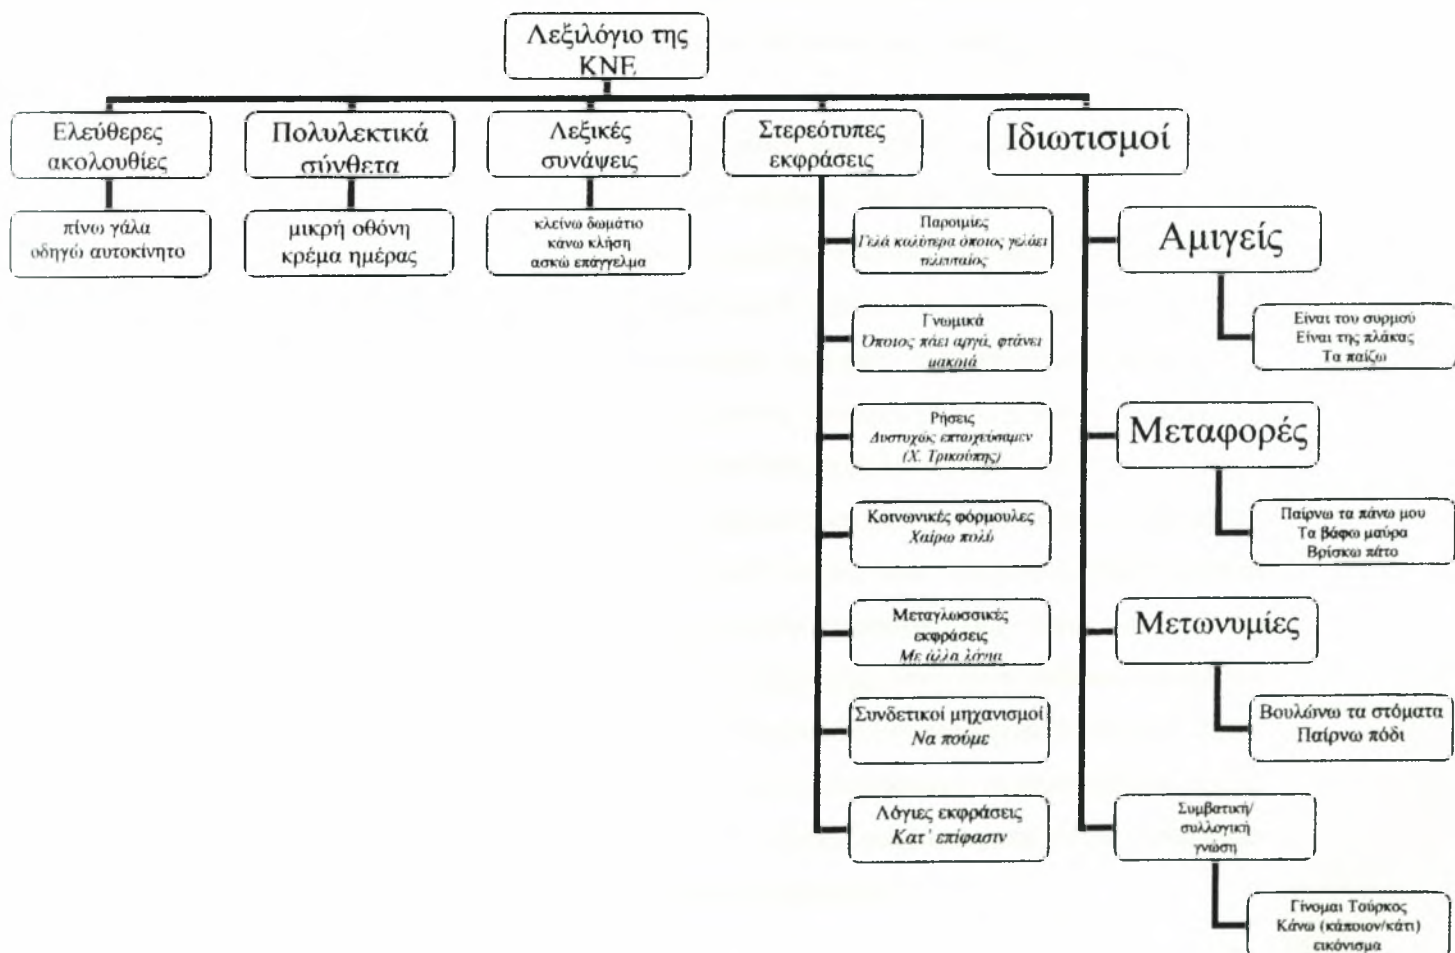 Λεξιλόγιο της
ΚΝΕ
Ελεύθερες
ακολουθίες
πίνω γάλα
οδηγώ αυτοκίνητο
Πολυλεκτικά
σύνθετα
μικρή οθόνη
κρέμα ημέρας
Λεξικές
συνάψεις
κλείνω δωμάτιο
κάνω κλήση
ασκώ επάγγελμα
Στερεότυπες
εκφράσεις
Παροιμίες
Γελά καλύτερα όποιος γελάει
τελευταίος
Γνωμικά
Όποιος πάει αργά, φτάνει
μακριά
Ρήσεις
Δυστυχώς επτωχεύσαμεν
(Χ. Τρικούπης)
Κοινωνικές φόρμουλες
Χαίρω πολύ
Μεταγλωσσικές
εκφράσεις
Με άλλα λόγια
Συνδετικοί μηχανισμοί
Να πούμε
Λόγιες εκφράσεις
Κατ' επίφασιν
Ιδιωτισμοί
Αμιγείς
Είναι του συρμού
Είναι της πλάκας
Τα παίζω
Μεταφορές
Παίρνω τα πάνω μου
Τα βάφω μαύρα
Βρίσκω πάτο
Μετωνυμίες
Βουλώνω τα στόματα
Παίρνω πόδι
Συμβατική/
συλλογική
γνώση
Γίνομαι Τούρκος
Κάνω (κάποιον/κάτι)
εικόνισμα